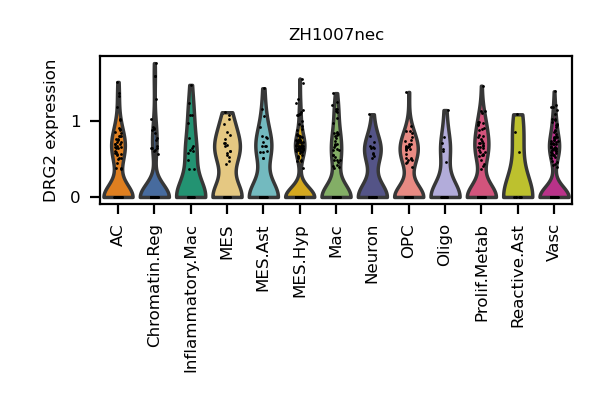 ZH1007nec
DRG2 expression
1
0
AC
Chromatin.Reg
Inflammatory.Mac
MES
MES.Ast
MES.Hyp
Mac
Neuron
OPC
Oligo
Prolif.Metab
Reactive.Ast
Vasc